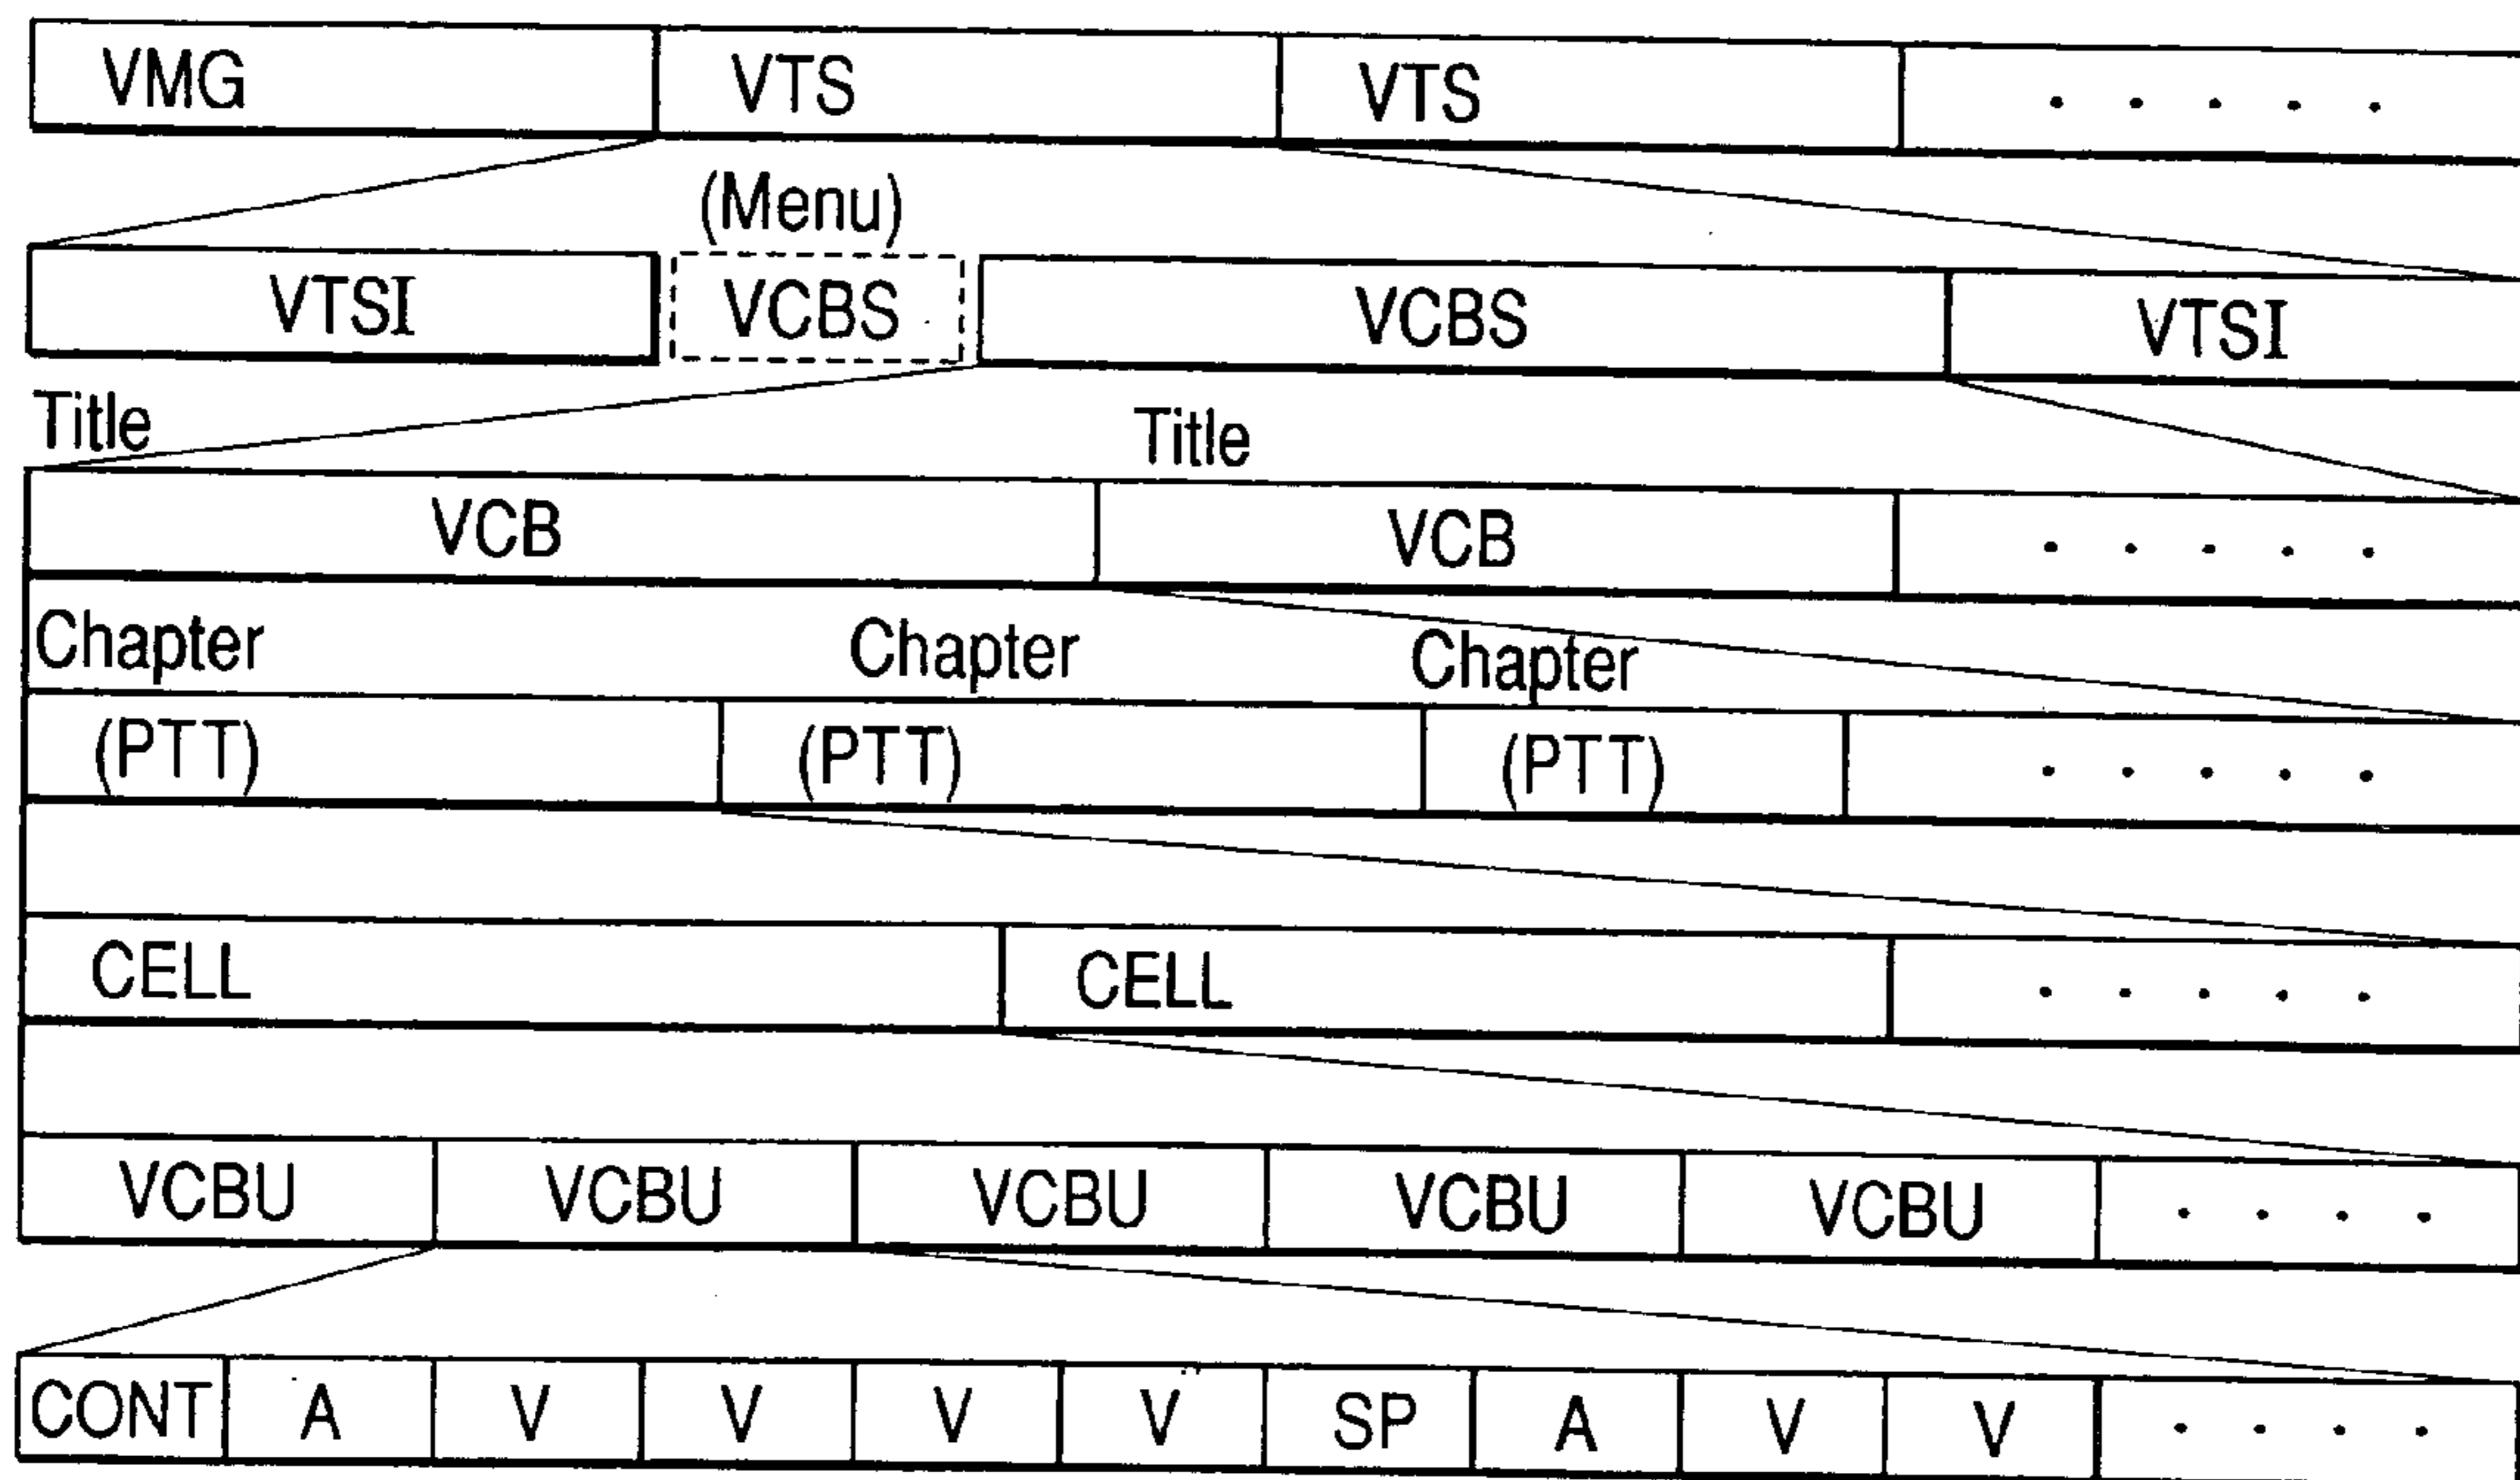 VMG VTS VTS . . . . .
(Menu)
VTSI VCBS VCBS VTSI
Title Title
VCB VCB . . . . .
Chapter Chapter Chapter
(PTT) (PTT) (PTT) . . . . .
CELL CELL . . . . .
VCBU VCBU VCBU VCBU VCBU . . . .
CONT A V V V V SP A V V . . . .